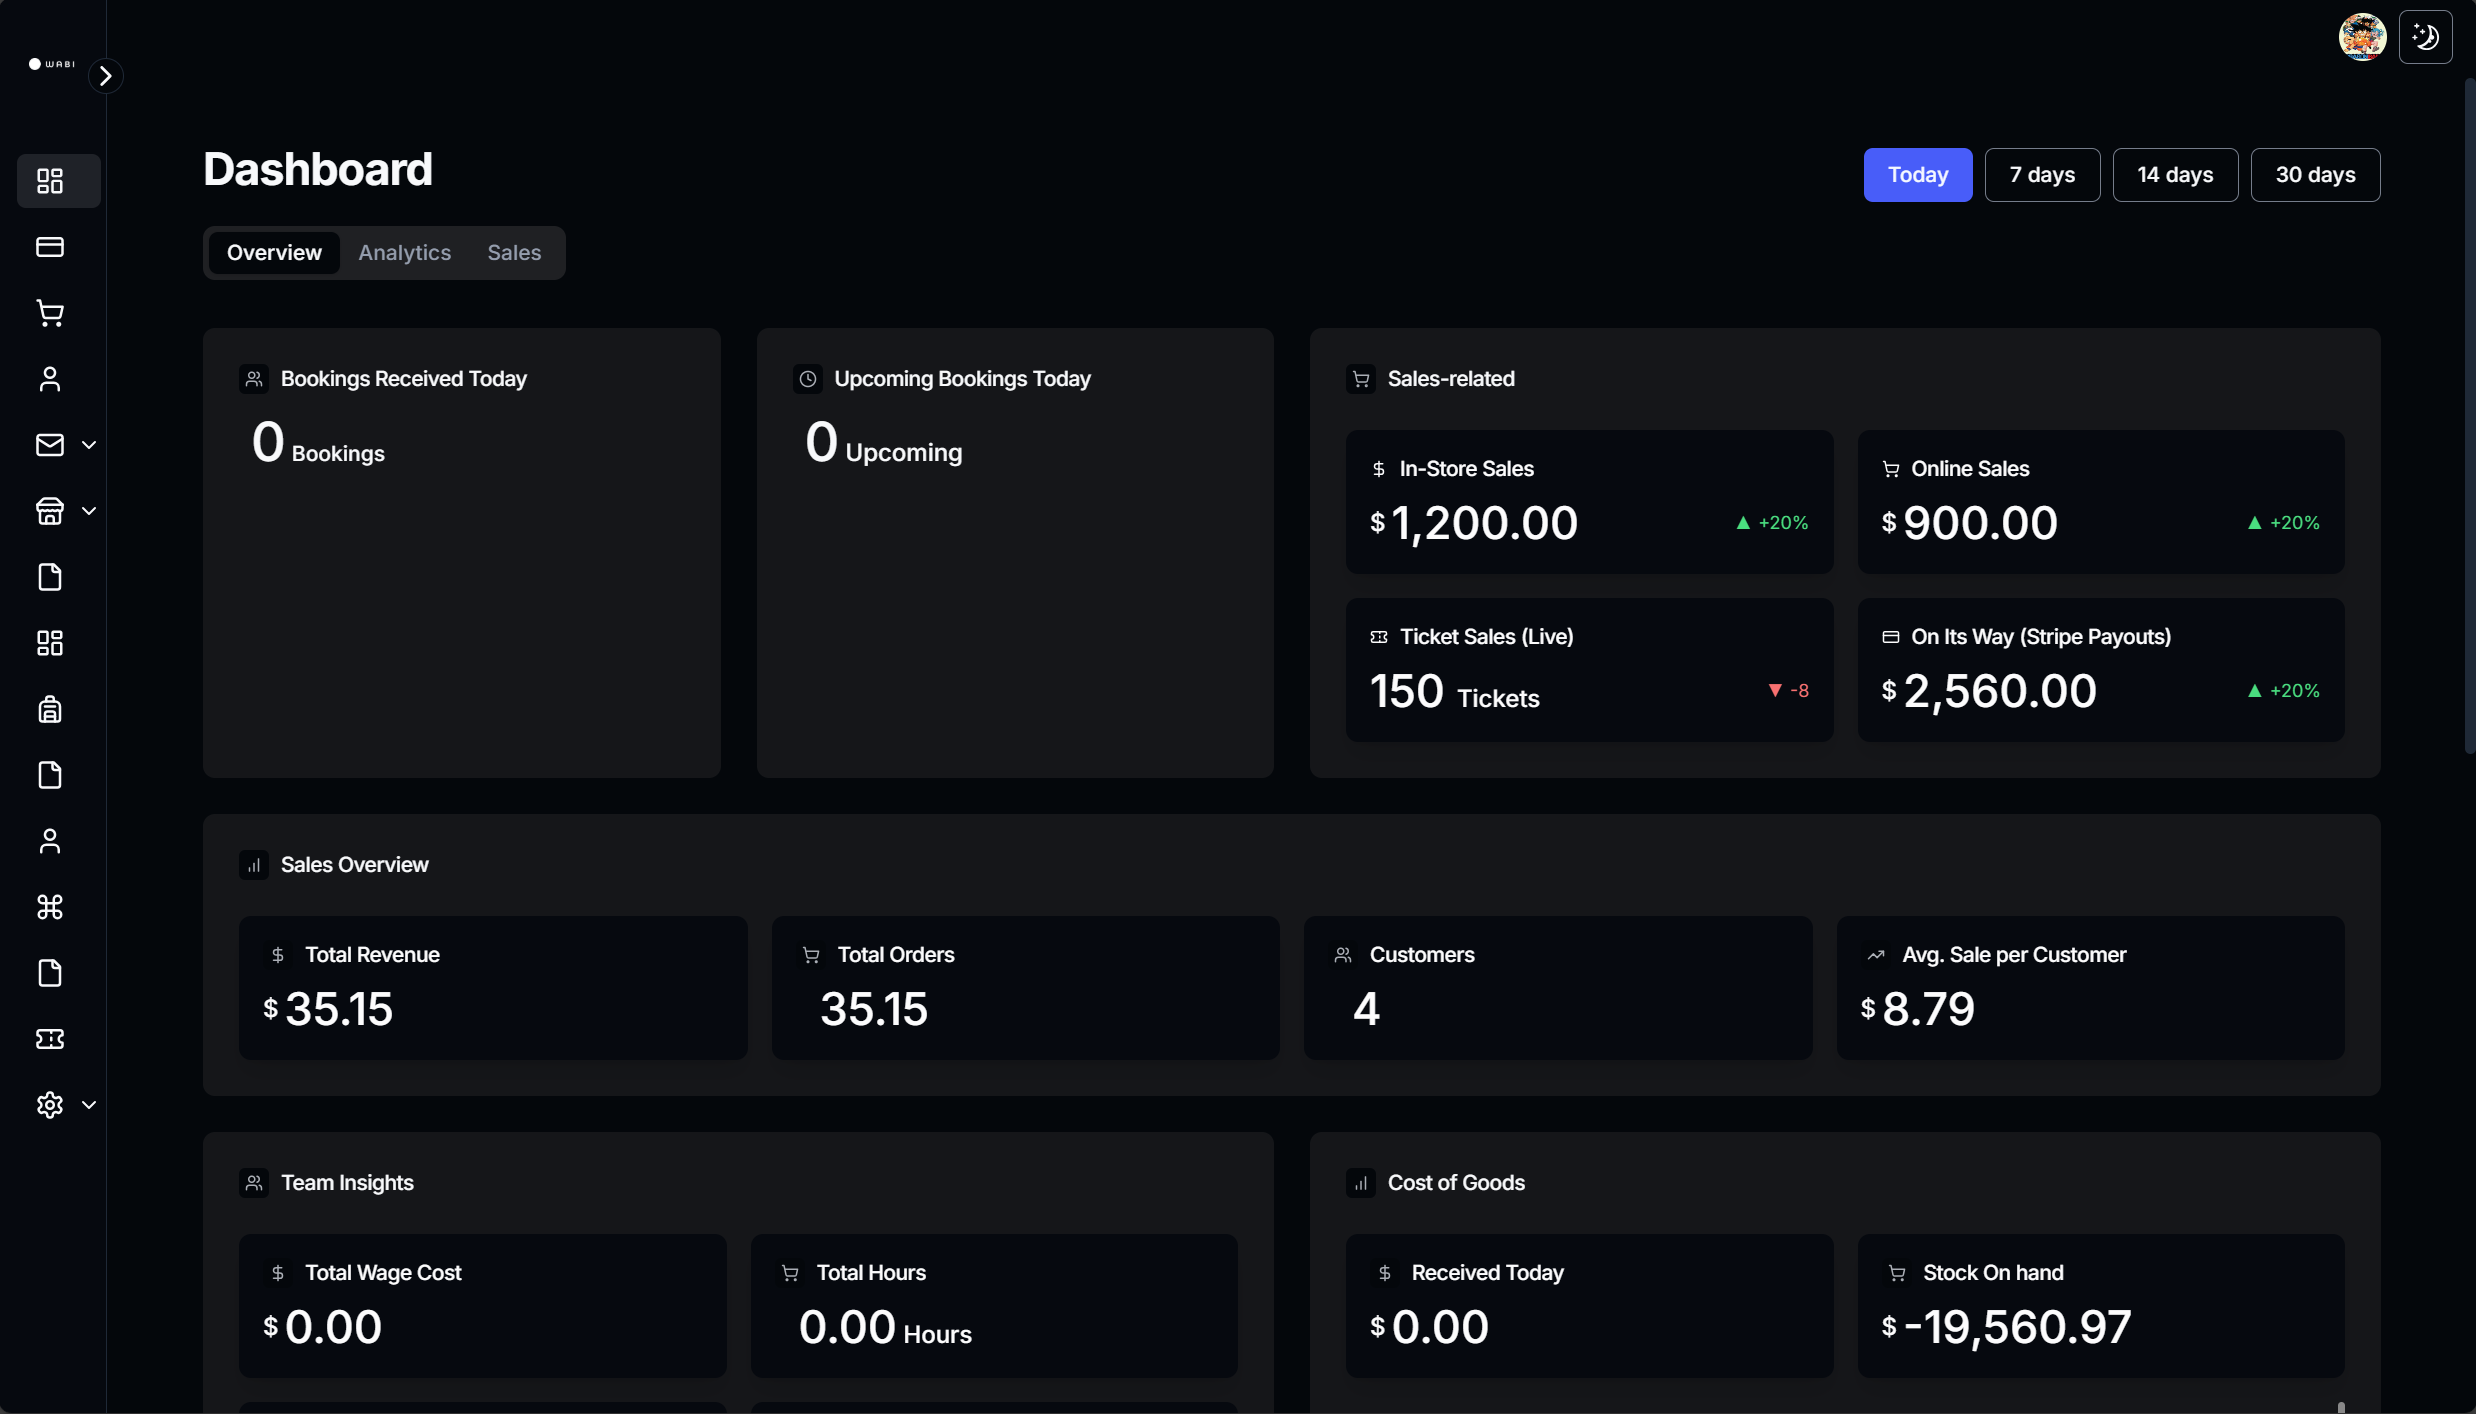 WABI
Dashboard
Today
7 days
14 days
30 days
Overview
Analytics
Sales
Bookings Received Today
0 Bookings
Upcoming Bookings Today
0 Upcoming
Sales-related
In-Store Sales
$ 1,200.00
▲ +20%
Online Sales
$ 900.00
▲ +20%
Ticket Sales (Live)
150 Tickets
▼ -8
On Its Way (Stripe Payouts)
$ 2,560.00
▲ +20%
Sales Overview
Total Revenue
$ 35.15
Total Orders
35.15
Customers
4
Avg. Sale per Customer
$ 8.79
Team Insights
Total Wage Cost
$ 0.00
Total Hours
0.00 Hours
Cost of Goods
Received Today
$ 0.00
Stock On hand
$ -19,560.97